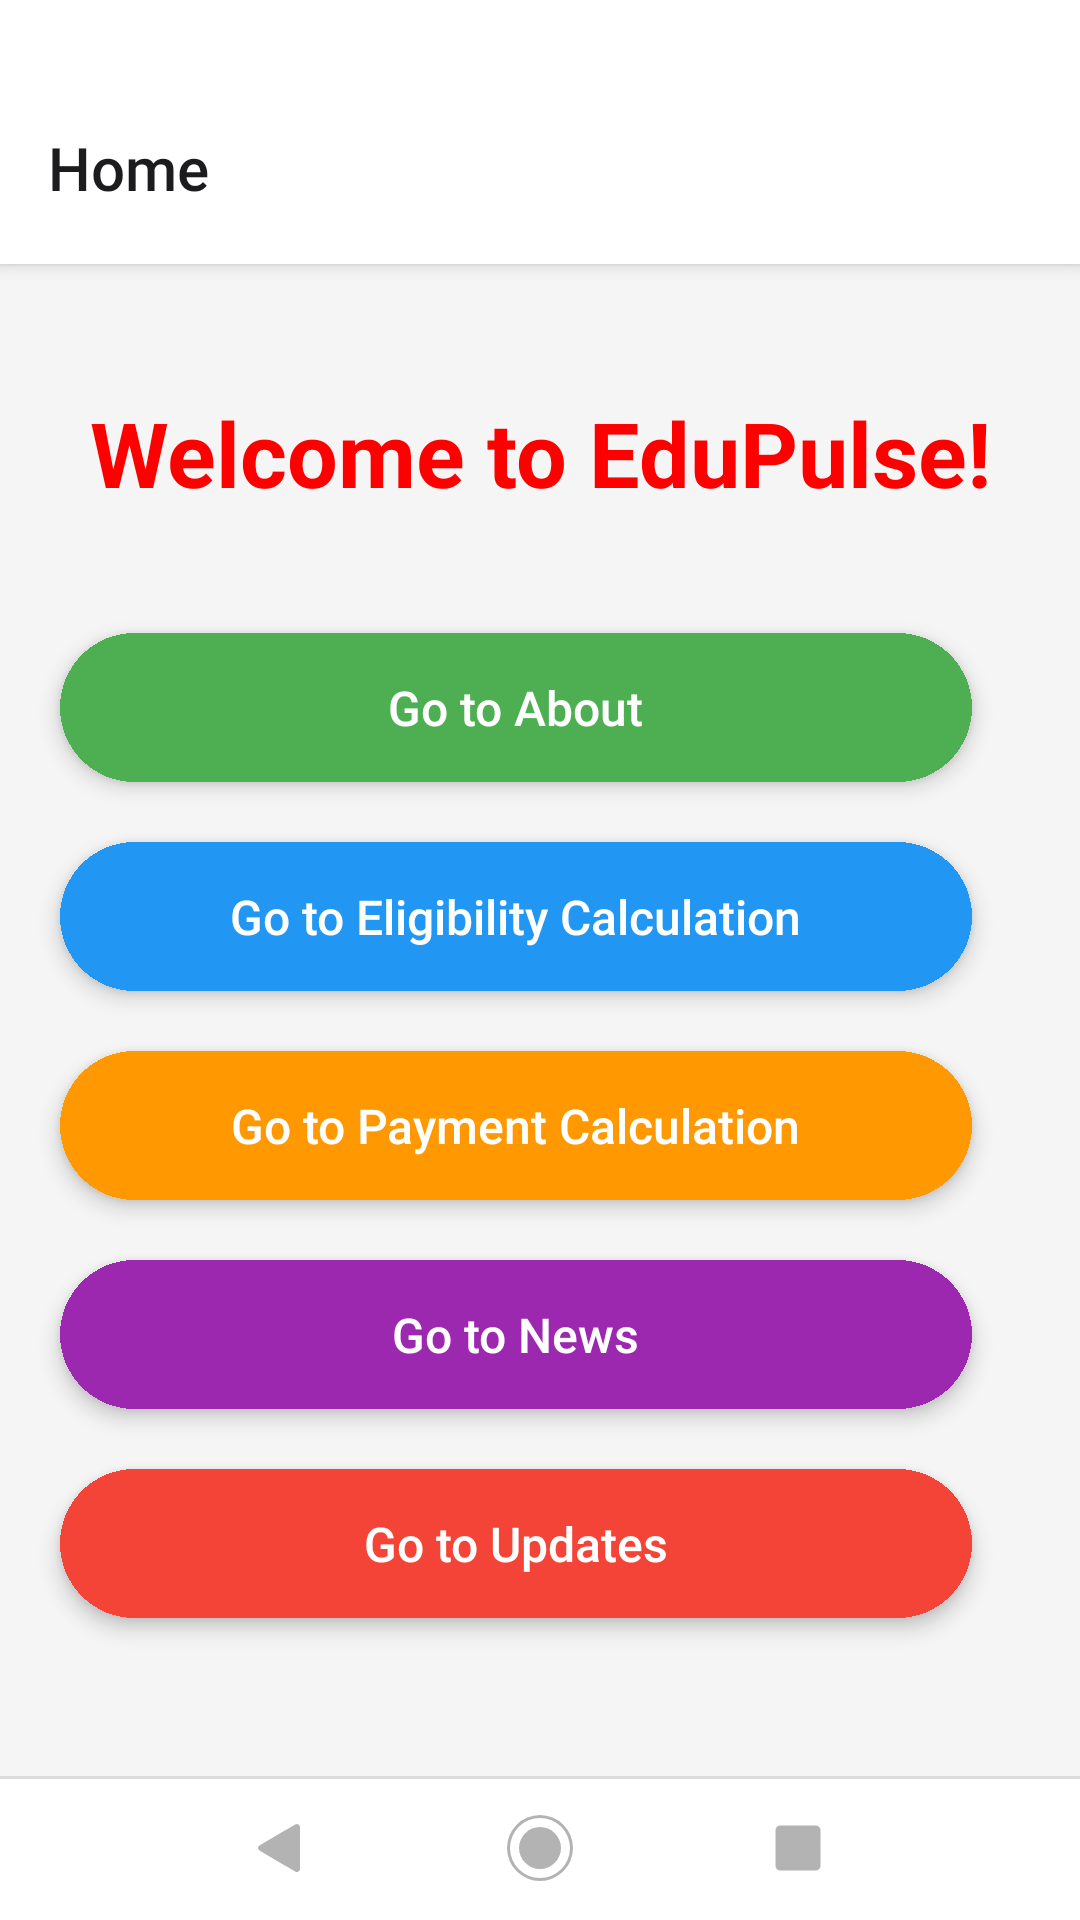 Home
Welcome to EduPulse!
Go to About
Go to Eligibility Calculation
Go to Payment Calculation
Go to News
Go to Updates